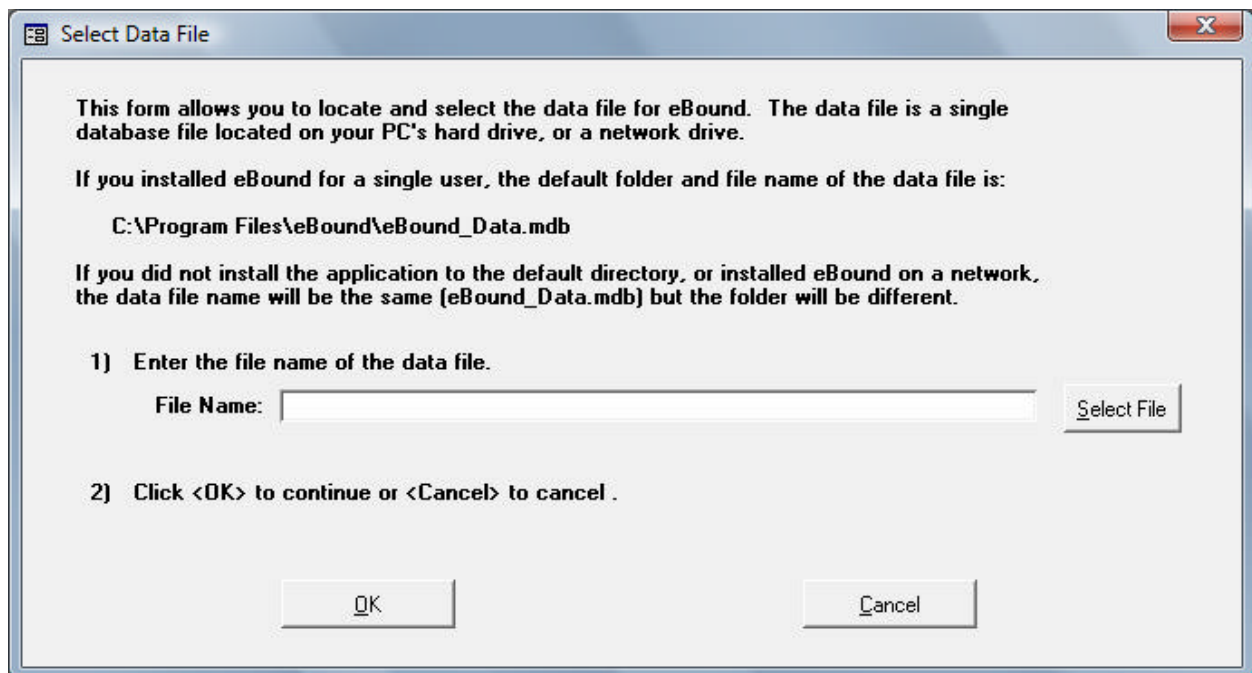 Select Data File
This form allows you to locate and select the data file for eBound.  The data file is a single
database file located on your PC's hard drive, or a network drive.
If you installed eBound for a single user, the default folder and file name of the data file is:
C:\Program Files\eBound\eBound_Data.mdb
If you did not install the application to the default directory, or installed eBound on a network,
the data file name will be the same (eBound_Data.mdb) but the folder will be different.
1)   Enter the file name of the data file.
File Name:
Select File
2)   Click <OK> to continue or <Cancel> to cancel .
OK
Cancel